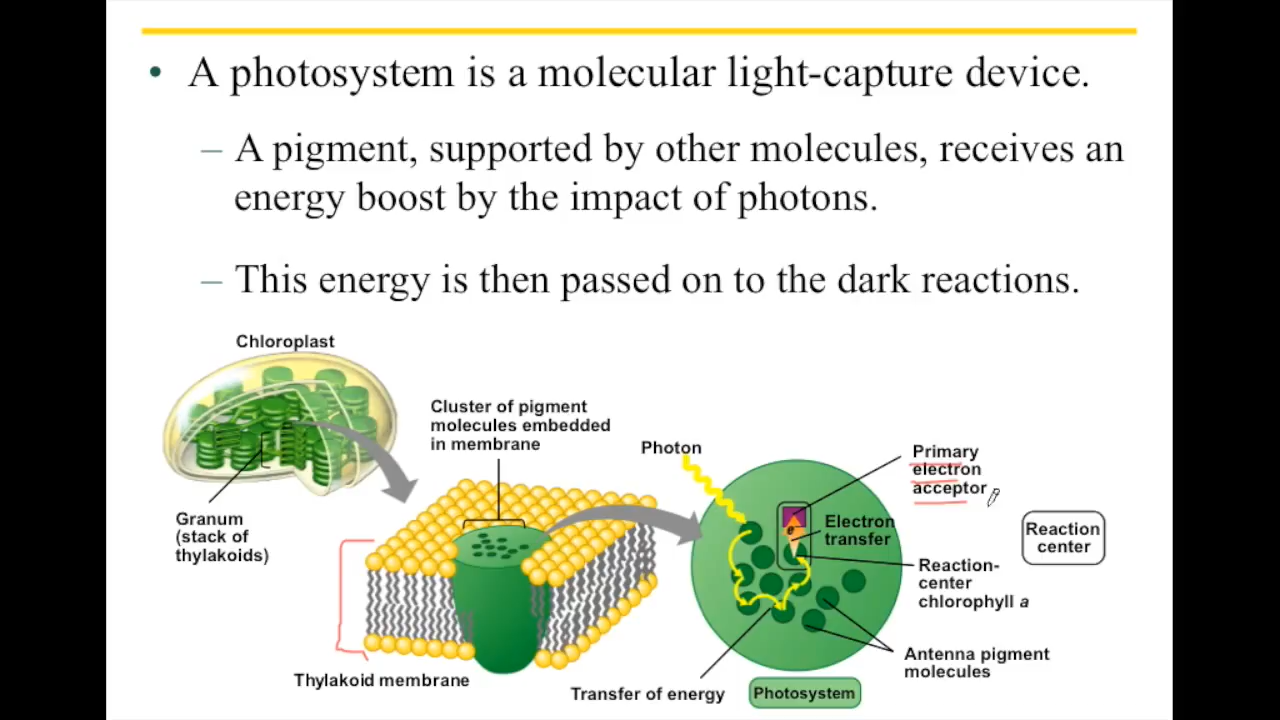 • A photosystem is a molecular light-capture device.
– A pigment, supported by other molecules, receives an
energy boost by the impact of photons.
– This energy is then passed on to the dark reactions.
Chloroplast
Granum
(stack of
thylakoids)
Cluster of pigment
molecules embedded
in membrane
Thylakoid membrane
Photon
Primary
electron
acceptor
e
Electron
transfer
Reaction
center
Reaction-
center
chlorophyll a
Antenna pigment
molecules
Transfer of energy
Photosystem